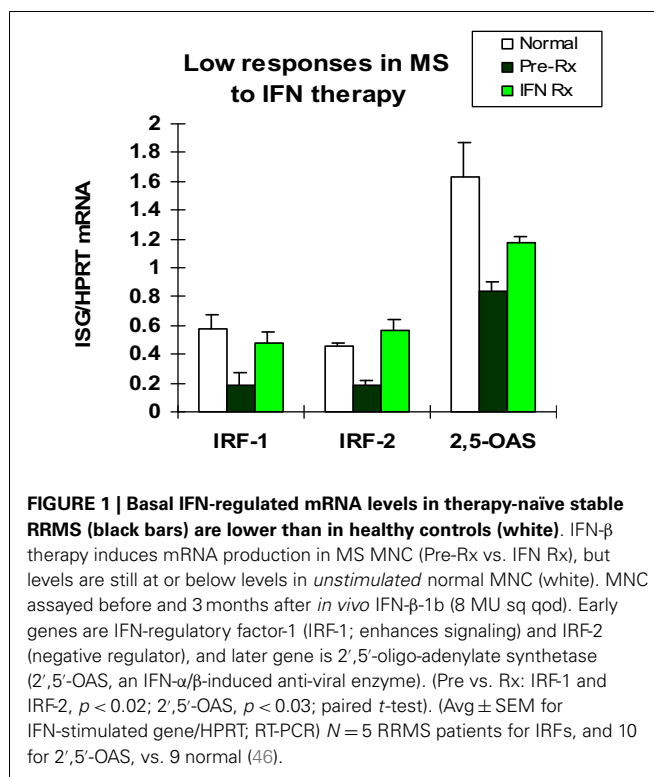 Low responses in MS
to IFN therapy
Normal
Pre-Rx
IFN Rx
ISG/HPRT mRNA
2
1.8
1.6
1.4
1.2
1
0.8
0.6
0.4
0.2
0
IRF-1 IRF-2 2,5-OAS
FIGURE 1 | Basal IFN-regulated mRNA levels in therapy-naïve stable
RRMS (black bars) are lower than in healthy controls (white). IFN-β
therapy induces mRNA production in MS MNC (Pre-Rx vs. IFN Rx), but
levels are still at or below levels in unstimulated normal MNC (white). MNC
assayed before and 3 months after in vivo IFN-β-1b (8 MU sq qod). Early
genes are IFN-regulatory factor-1 (IRF-1; enhances signaling) and IRF-2
(negative regulator), and later gene is 2′,5′-oligo-adenylate synthetase
(2′,5′-OAS, an IFN-α/β-induced anti-viral enzyme). (Pre vs. Rx: IRF-1 and
IRF-2, p < 0.02; 2′,5′-OAS, p < 0.03; paired t-test). (Avg ± SEM for
IFN-stimulated gene/HPRT; RT-PCR) N = 5 RRMS patients for IRFs, and 10
for 2′,5′-OAS, vs. 9 normal (46).